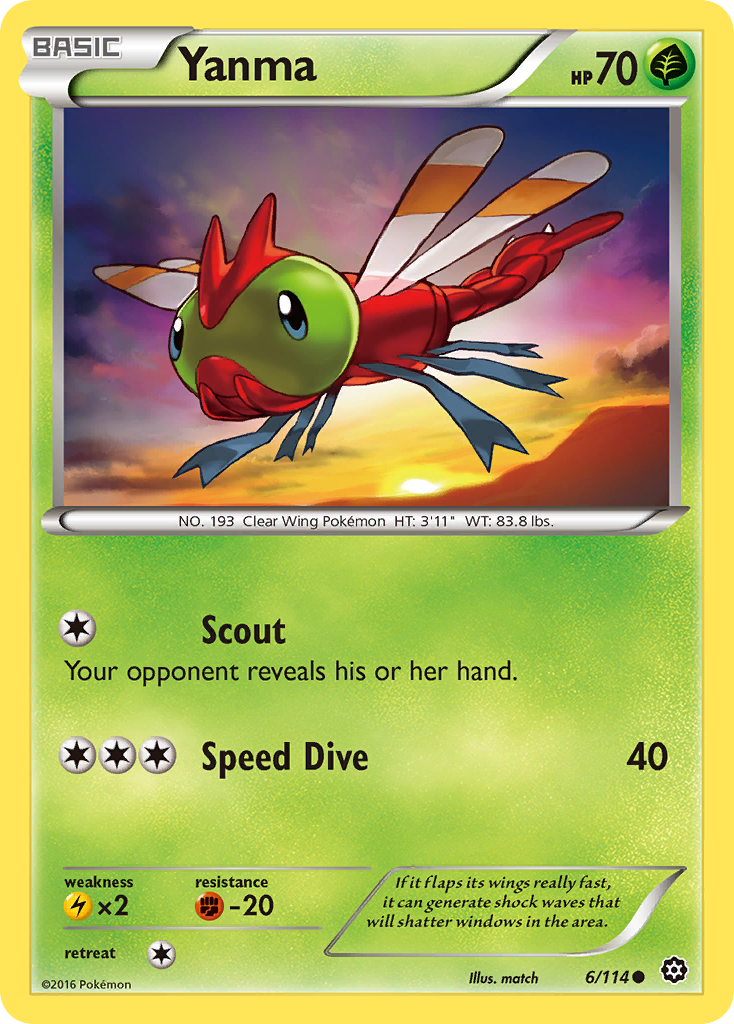 BASIC
Yanma
HP 70
NO. 193 Clear Wing Pokémon HT: 3'11" WT: 83.8 lbs.
Scout
Your opponent reveals his or her hand.
Speed Dive 40
weakness
×2
resistance
-20
retreat
If it flaps its wings really fast,
it can generate shock waves that
will shatter windows in the area.
©2016 Pokémon
Illus. match
6/114